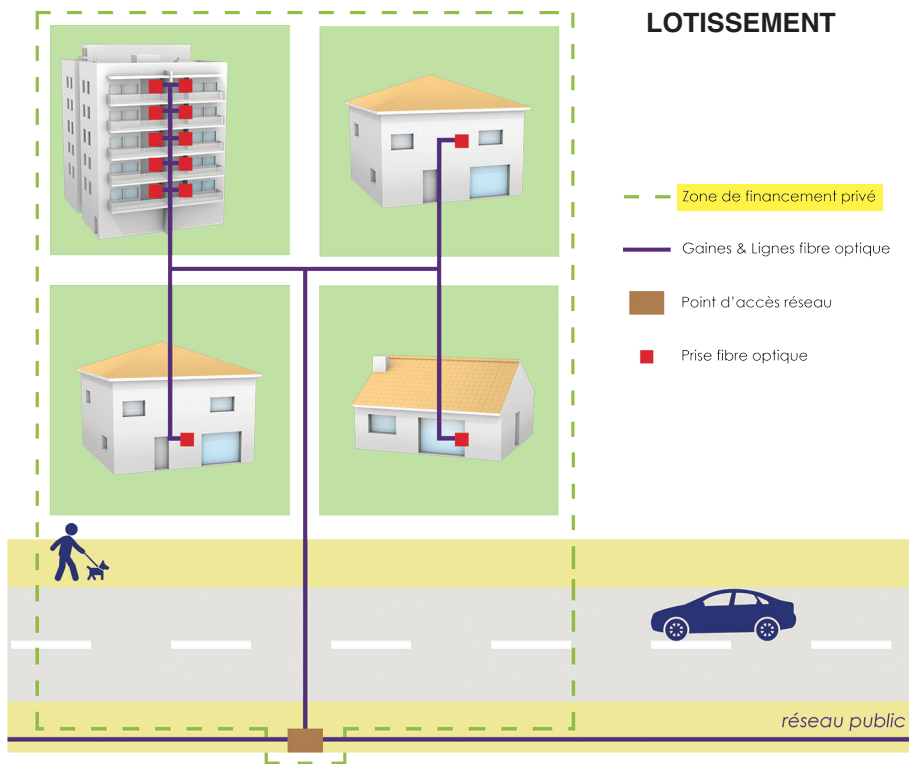 LOTISSEMENT
Zone de financement privé
Gaines & Lignes fibre optique
Point d'accès réseau
Prise fibre optique
réseau public